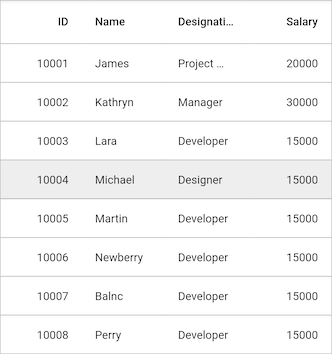 ID Name Designati... Salary
10001 James Project ... 20000
10002 Kathryn Manager 30000
10003 Lara Developer 15000
10004 Michael Designer 15000
10005 Martin Developer 15000
10006 Newberry Developer 15000
10007 Balnc Developer 15000
10008 Perry Developer 15000